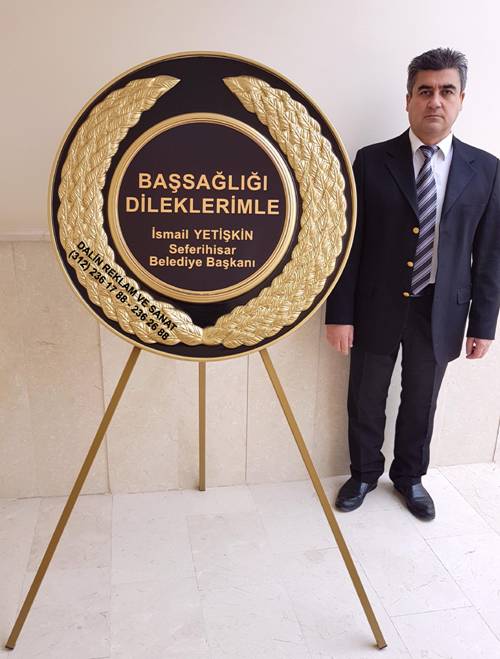 BAŞSAĞLIĞI
DİLEKLERİMLE
İsmail YETİŞKİN
Seferihisar
Belediye Başkanı
DALIN REKLAM VE SANAT
(312) 236 17 88 - 236 26 88